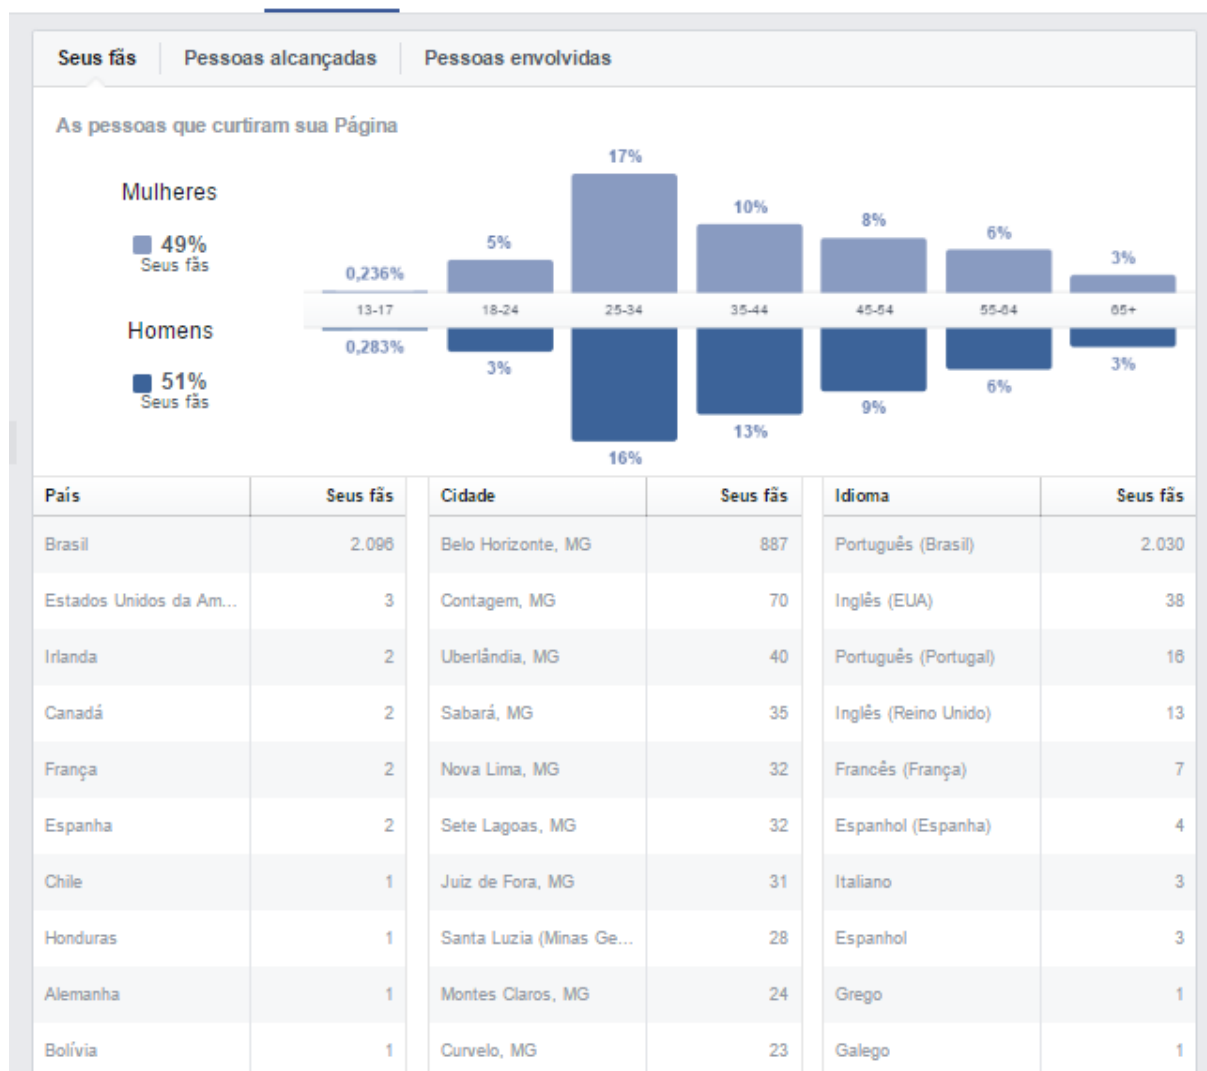 Seus fãs Pessoas alcançadas Pessoas envolvidas
As pessoas que curtiram sua Página
Mulheres
49%
Seus fãs
Homens
51%
Seus fãs
0,236% 5% 17% 10% 8% 6% 3%
13-17 18-24 25-34 35-44 45-54 55-64 65+
0,283% 3% 16% 13% 9% 6% 3%
País Seus fãs Cidade Seus fãs Idioma Seus fãs
Brasil 2.096 Belo Horizonte, MG 887 Português (Brasil) 2.030
Estados Unidos da Am... 3 Contagem, MG 70 Inglês (EUA) 38
Irlanda 2 Uberlândia, MG 40 Português (Portugal) 16
Canadá 2 Sabará, MG 35 Inglês (Reino Unido) 13
França 2 Nova Lima, MG 32 Francês (França) 7
Espanha 2 Sete Lagoas, MG 32 Espanhol (Espanha) 4
Chile 1 Juiz de Fora, MG 31 Italiano 3
Honduras 1 Santa Luzia (Minas Ge... 28 Espanhol 3
Alemanha 1 Montes Claros, MG 24 Grego 1
Bolívia 1 Curvelo, MG 23 Galego 1